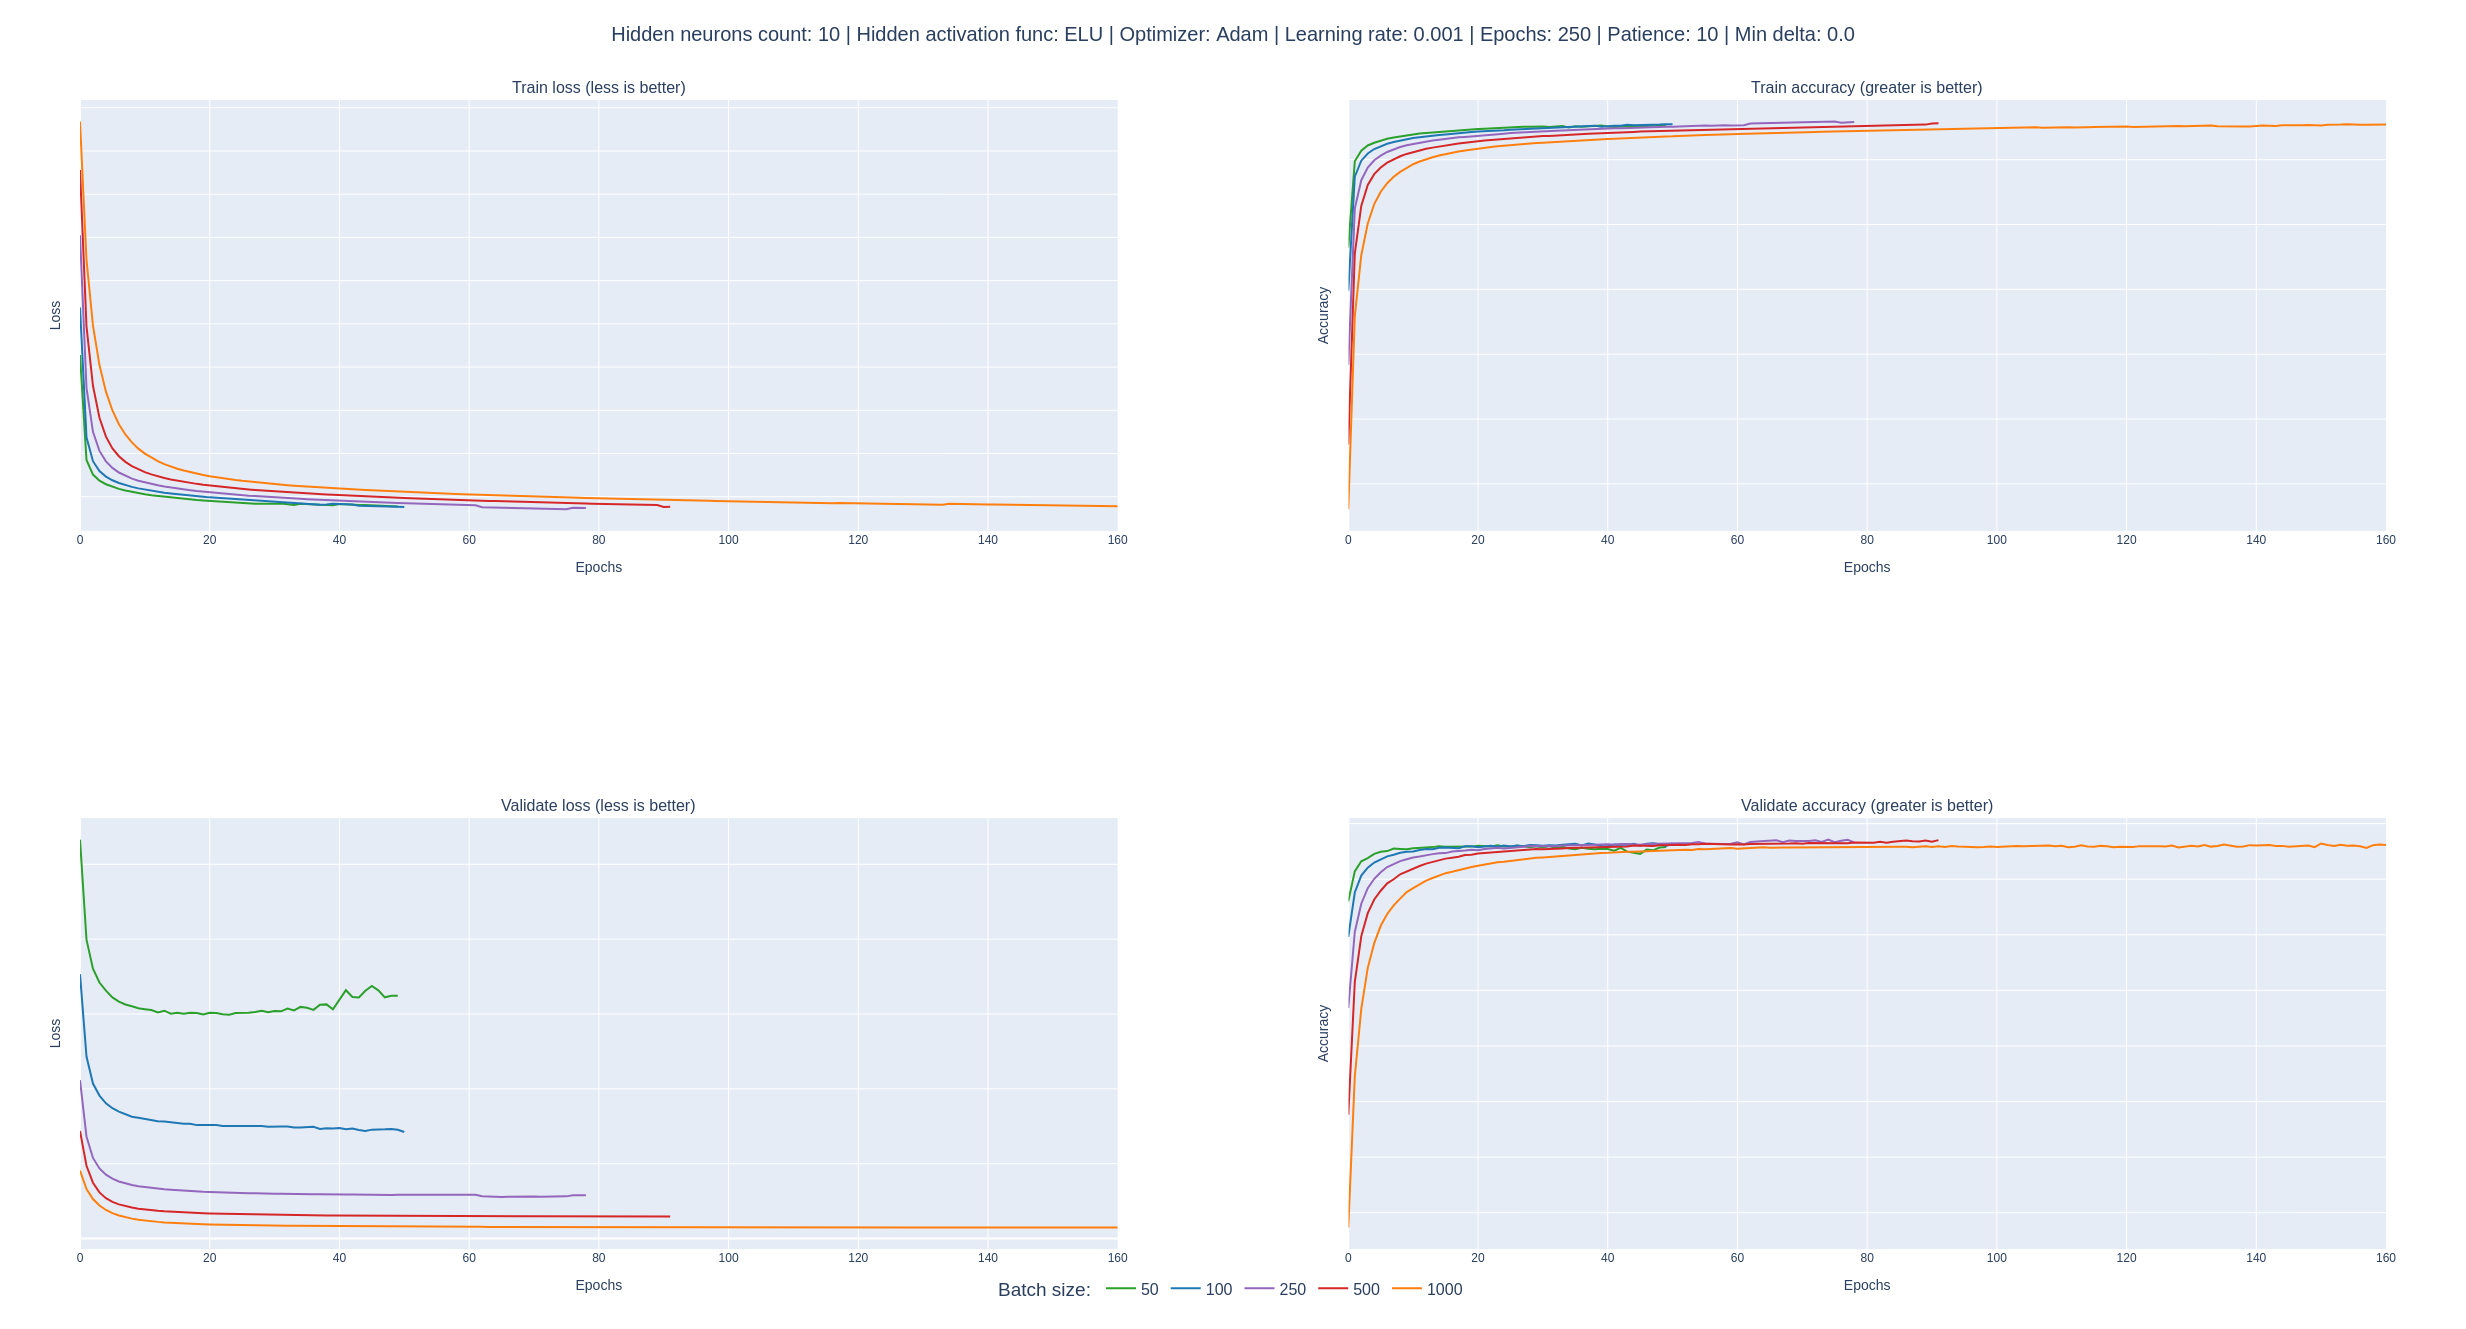 Hidden neurons count: 10 | Hidden activation func: ELU | Optimizer: Adam | Learning rate: 0.001 | Epochs: 250 | Patience: 10 | Min delta: 0.0
Train loss (less is better)
Loss
0 20 40 60 80 100 120 140 160
Epochs
Train accuracy (greater is better)
Accuracy
0 20 40 60 80 100 120 140 160
Epochs
Validate loss (less is better)
Loss
0 20 40 60 80 100 120 140 160
Epochs
Validate accuracy (greater is better)
Accuracy
0 20 40 60 80 100 120 140 160
Epochs
Batch size: 50 100 250 500 1000